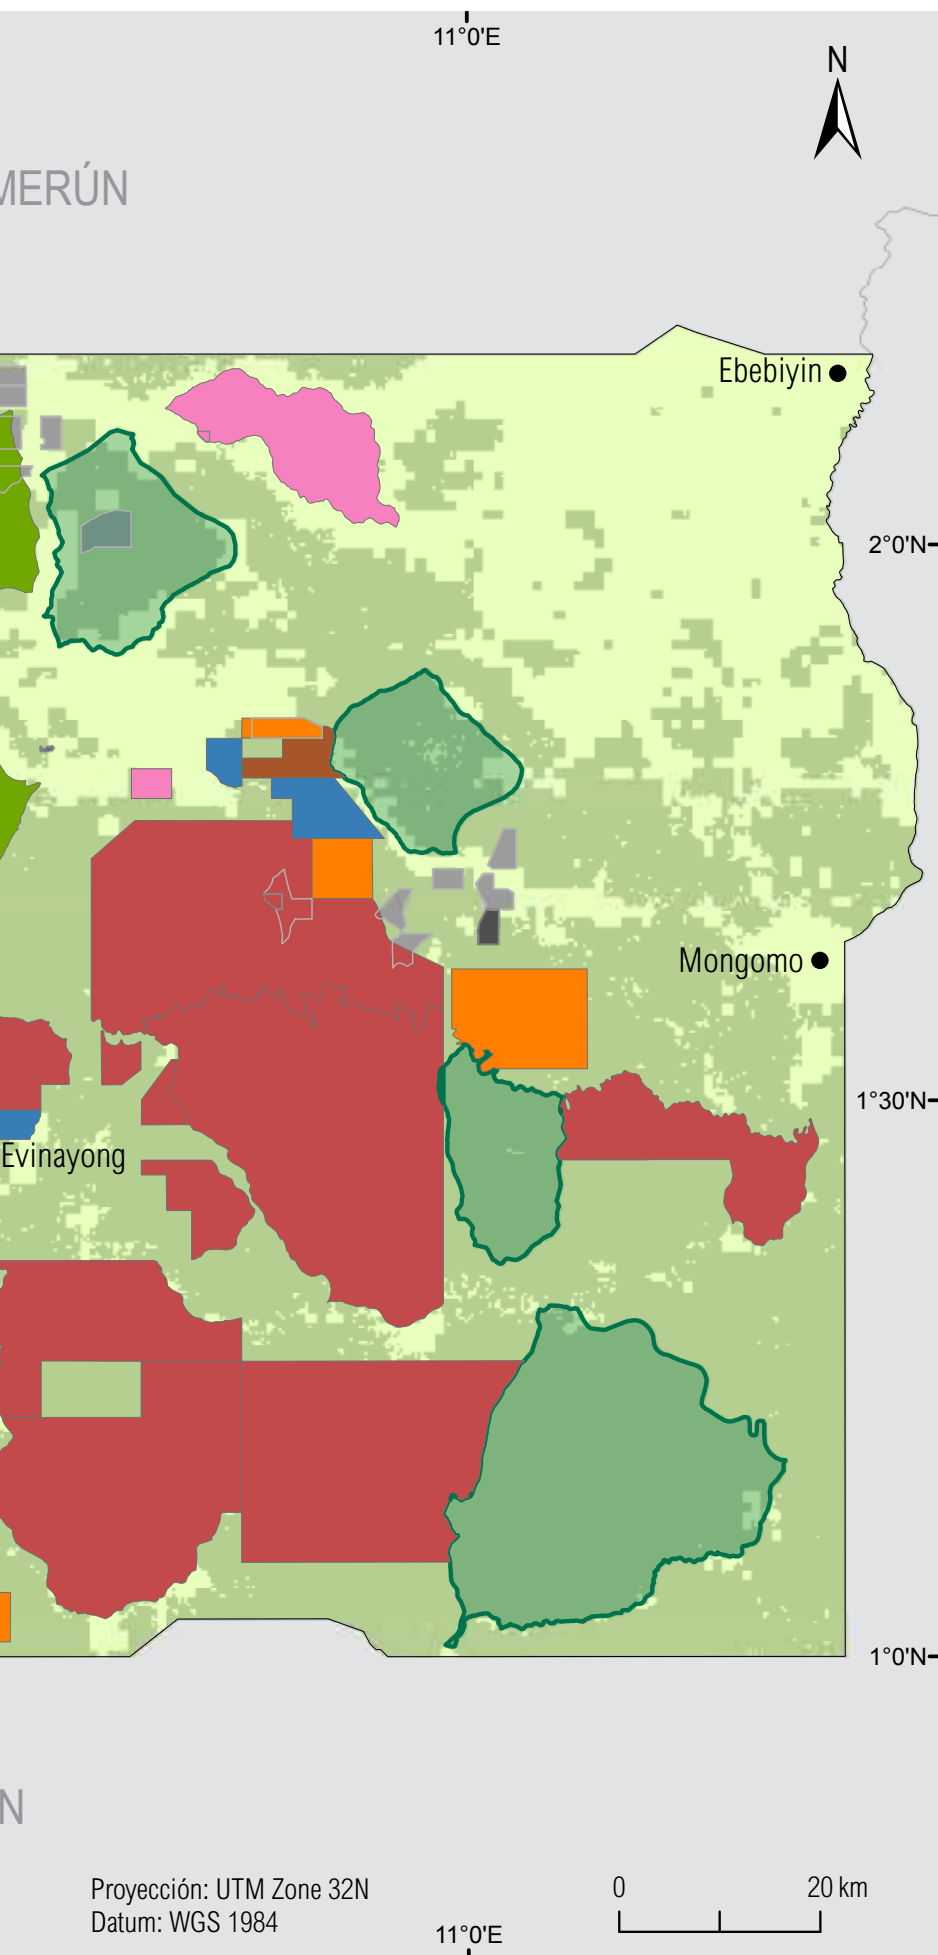 11°0'E
N
MERÚN
Ebebiyin
2°0'N
Mongomo
1°30'N
Evinayong
1°0'N
N
Proyección: UTM Zone 32N
Datum: WGS 1984
0 20 km
11°0'E